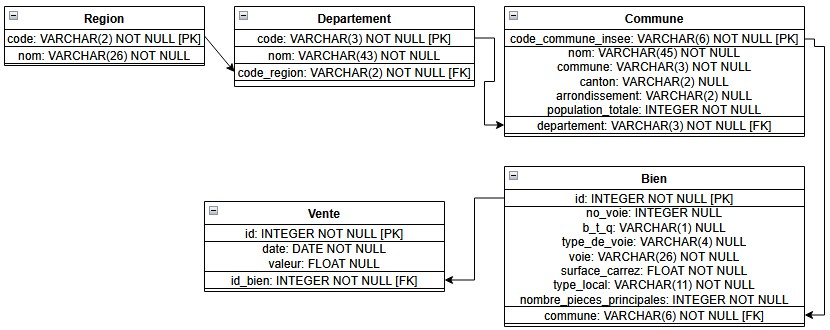 Region
code: VARCHAR(2) NOT NULL [PK]
nom: VARCHAR(26) NOT NULL
Departement
code: VARCHAR(3) NOT NULL [PK]
nom: VARCHAR(43) NOT NULL
code_region: VARCHAR(2) NOT NULL [FK]
Commune
code_commune_insee: VARCHAR(6) NOT NULL [PK]
nom: VARCHAR(45) NOT NULL
commune: VARCHAR(3) NOT NULL
canton: VARCHAR(2) NULL
arrondissement: VARCHAR(2) NULL
population_totale: INTEGER NOT NULL
departement: VARCHAR(3) NOT NULL [FK]
Vente
id: INTEGER NOT NULL [PK]
date: DATE NOT NULL
valeur: FLOAT NULL
id_bien: INTEGER NOT NULL [FK]
Bien
id: INTEGER NOT NULL [PK]
no_voie: INTEGER NULL
b_t_q: VARCHAR(1) NULL
type_de_voie: VARCHAR(4) NULL
voie: VARCHAR(26) NOT NULL
surface_carrez: FLOAT NOT NULL
type_local: VARCHAR(11) NOT NULL
nombre_pieces_principales: INTEGER NOT NULL
commune: VARCHAR(6) NOT NULL [FK]